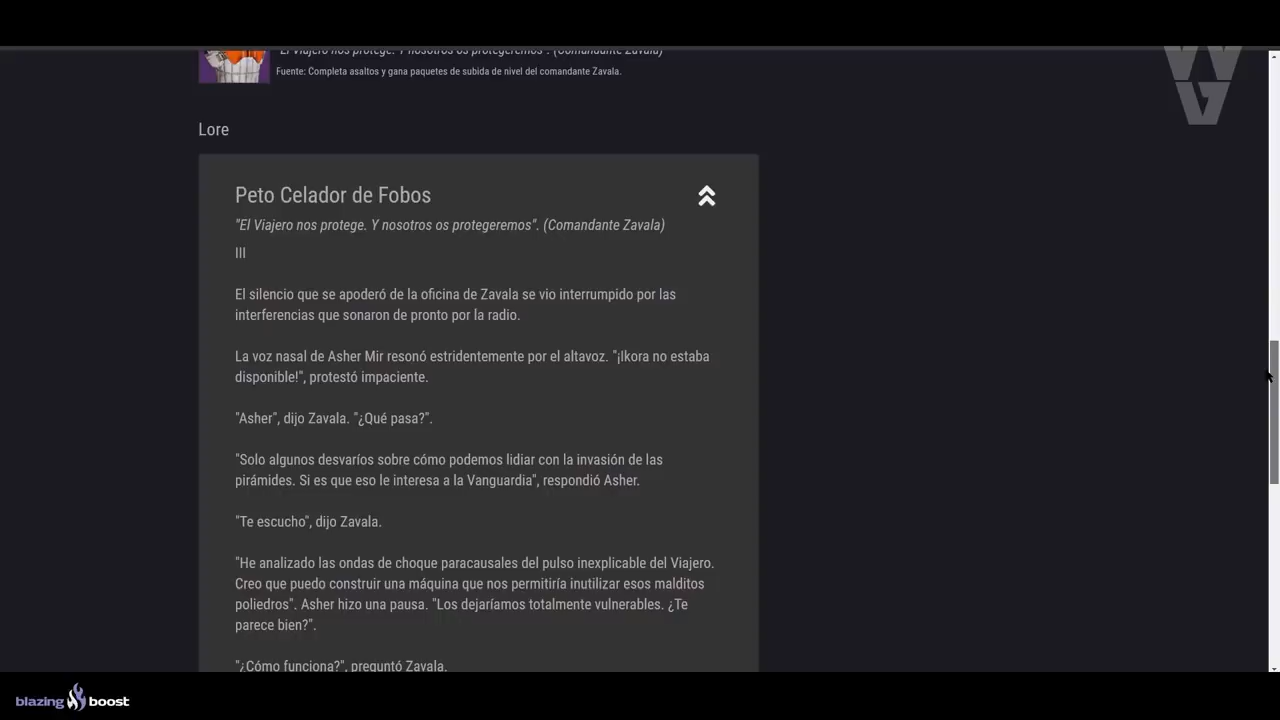 "El Viajero nos protege. Y nosotros os protegeremos". (Comandante Zavala)
Fuente: Completa asaltos y gana paquetes de subida de nivel del comandante Zavala.
WG
Lore
Peto Celador de Fobos
"El Viajero nos protege. Y nosotros os protegeremos". (Comandante Zavala)
III
El silencio que se apoderó de la oficina de Zavala se vio interrumpido por las
interferencias que sonaron de pronto por la radio.
La voz nasal de Asher Mir resonó estridentemente por el altavoz. "¡Ikora no estaba
disponible!", protestó impaciente.
"Asher", dijo Zavala. "¿Qué pasa?".
"Solo algunos desvaríos sobre cómo podemos lidiar con la invasión de las
pirámides. Si es que eso le interesa a la Vanguardia", respondió Asher.
"Te escucho", dijo Zavala.
"He analizado las ondas de choque paracausales del pulso inexplicable del Viajero.
Creo que puedo construir una máquina que nos permitiría inutilizar esos malditos
poliedros". Asher hizo una pausa. "Los dejaríamos totalmente vulnerables. ¿Te
parece bien?".
"¿Cómo funciona?", preguntó Zavala.
blazing boost